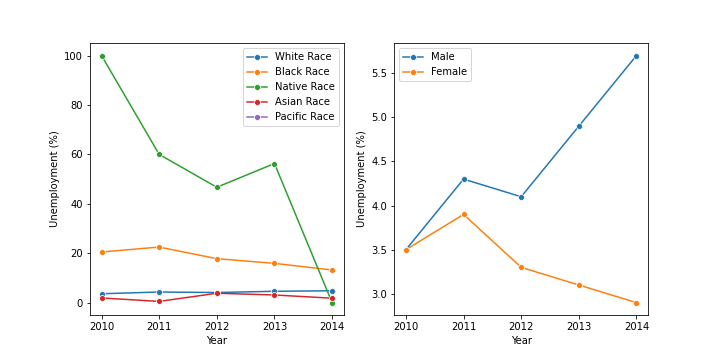 100
80
60
40
20
0
Unemployment (%)
2010 2011 2012 2013 2014
Year
White Race
Black Race
Native Race
Asian Race
Pacific Race
5.5
5.0
4.5
4.0
3.5
3.0
Unemployment (%)
2010 2011 2012 2013 2014
Year
Male
Female